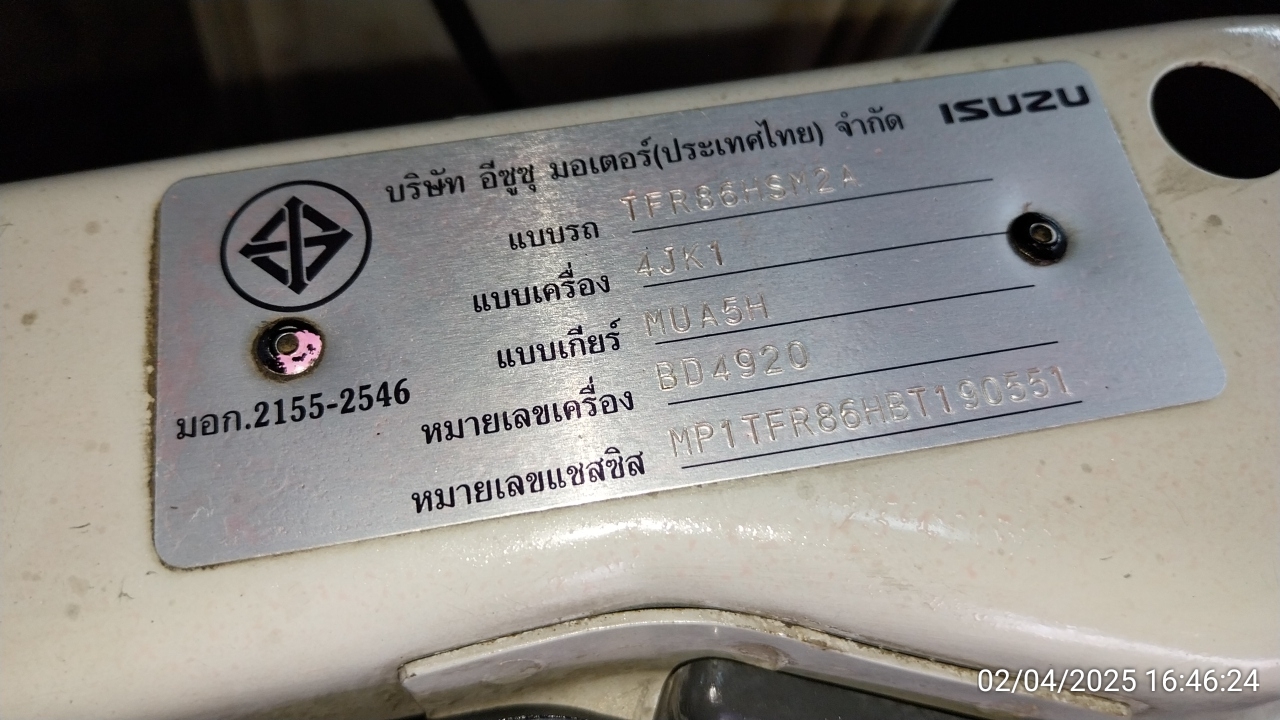 บริษัท อีซูซุ มอเตอร์(ประเทศไทย) จำกัด ISUZU
แบบรถ TFR86HSM2A
แบบเครื่อง 4JK1
แบบเกียร์ MUA5H
มอก.2155-2546
หมายเลขเครื่อง BD4920
หมายเลขแชสซิส MP1TFR86HBT190551
02/04/2025 16:46:24